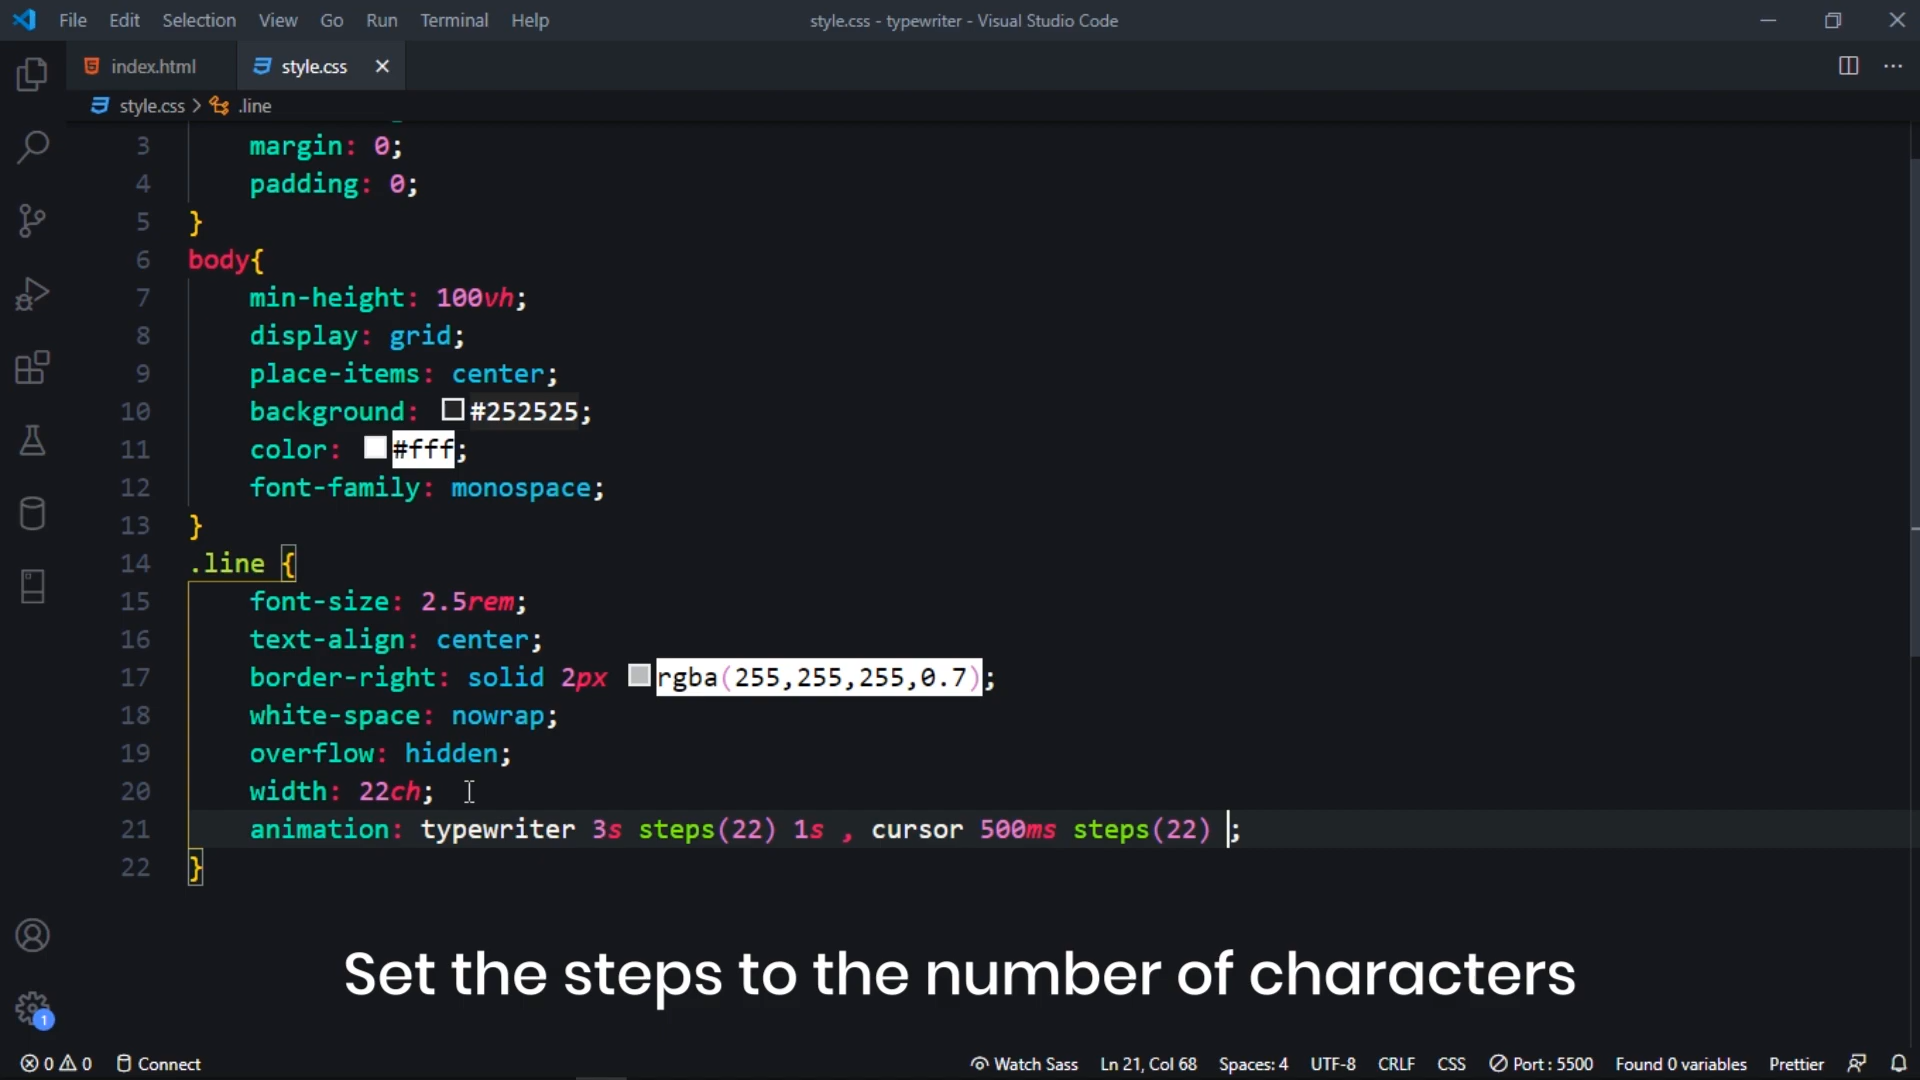 File Edit Selection View Go Run Terminal Help
style.css - typewriter - Visual Studio Code
index.html
style.css
style.css > .line
3 margin: 0;
4 padding: 0;
5 }
6 body{
7 min-height: 100vh;
8 display: grid;
9 place-items: center;
10 background: #252525;
11 color: #fff;
12 font-family: monospace;
13 }
14 .line {
15 font-size: 2.5rem;
16 text-align: center;
17 border-right: solid 2px rgba(255,255,255,0.7);
18 white-space: nowrap;
19 overflow: hidden;
20 width: 22ch;
21 animation: typewriter 3s steps(22) 1s , cursor 500ms steps(22) ;
22 }
Set the steps to the number of characters
1
0 0 Connect Watch Sass Ln 21, Col 68 Spaces: 4 UTF-8 CRLF CSS Port : 5500 Found 0 variables Prettier